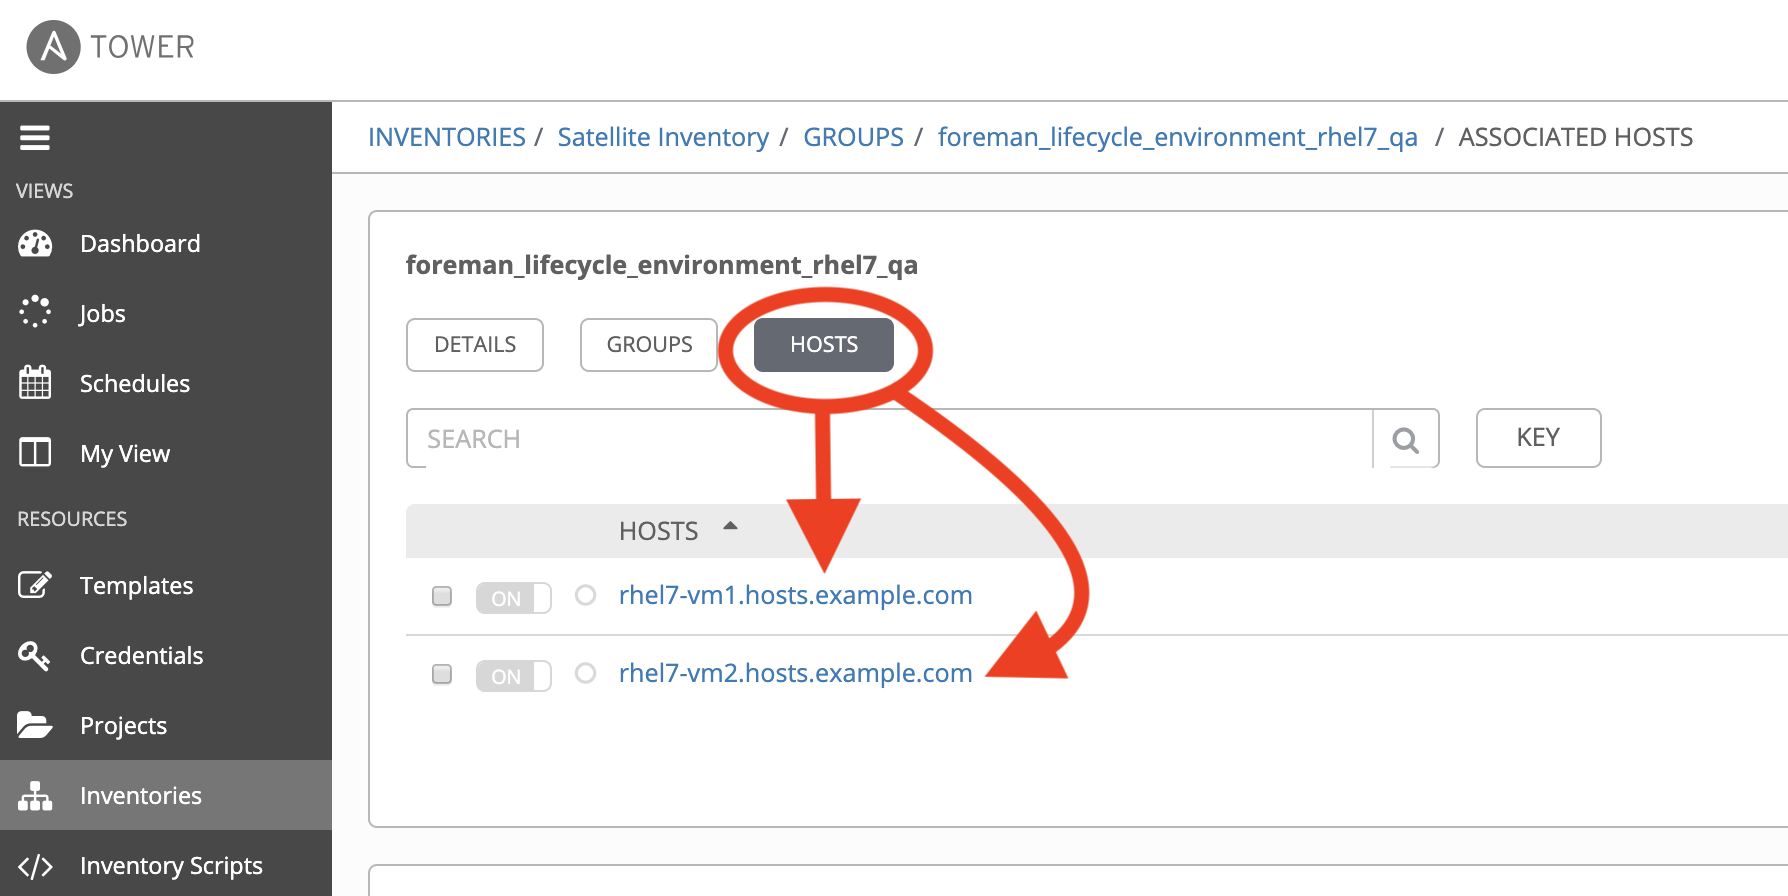 TOWER
INVENTORIES / Satellite Inventory / GROUPS / foreman_lifecycle_environment_rhel7_qa / ASSOCIATED HOSTS
VIEWS
Dashboard
Jobs
Schedules
My View
RESOURCES
Templates
Credentials
Projects
Inventories
Inventory Scripts
foreman_lifecycle_environment_rhel7_qa
DETAILS GROUPS HOSTS
SEARCH KEY
HOSTS
ON rhel7-vm1.hosts.example.com
ON rhel7-vm2.hosts.example.com